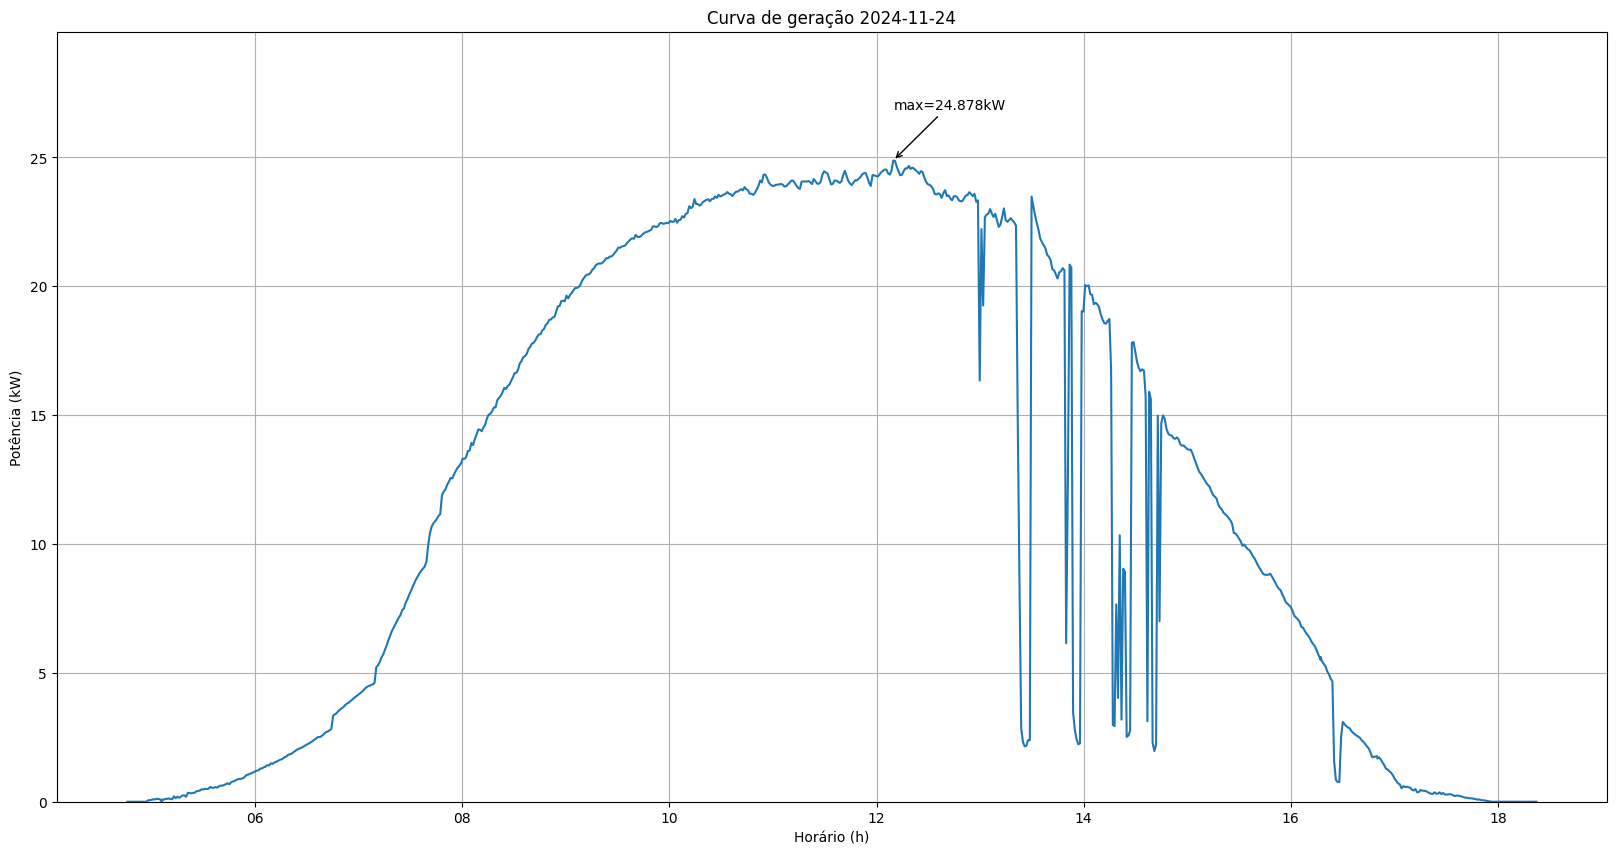 Curva de geração 2024-11-24
max=24.878kW
Potência (kW)
25
20
15
10
5
0
06 08 10 12 14 16 18
Horário (h)